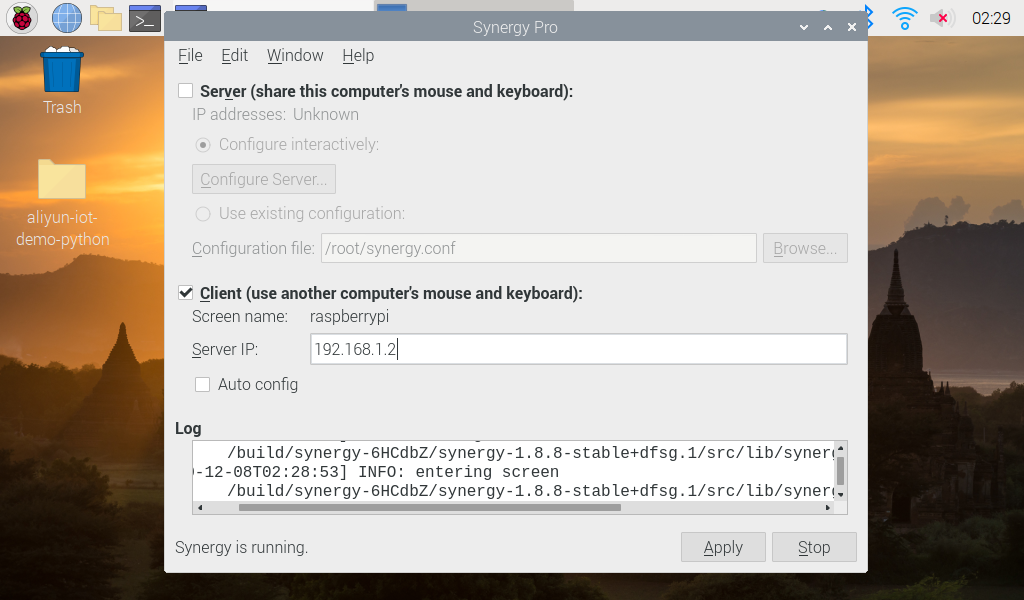 Synergy Pro
02:29
File Edit Window Help
Trash
Server (share this computer's mouse and keyboard):
IP addresses: Unknown
Configure interactively:
Configure Server...
Use existing configuration:
Configuration file: /root/synergy.conf Browse...
aliyun-iot-
demo-python
Client (use another computer's mouse and keyboard):
Screen name: raspberrypi
Server IP: 192.168.1.2
Auto config
Log
/build/synergy-6HCdbZ/synergy-1.8.8-stable+dfsg.1/src/lib/synerg
-12-08T02:28:53] INFO: entering screen
/build/synergy-6HCdbZ/synergy-1.8.8-stable+dfsg.1/src/lib/synerg
Synergy is running.
Apply Stop